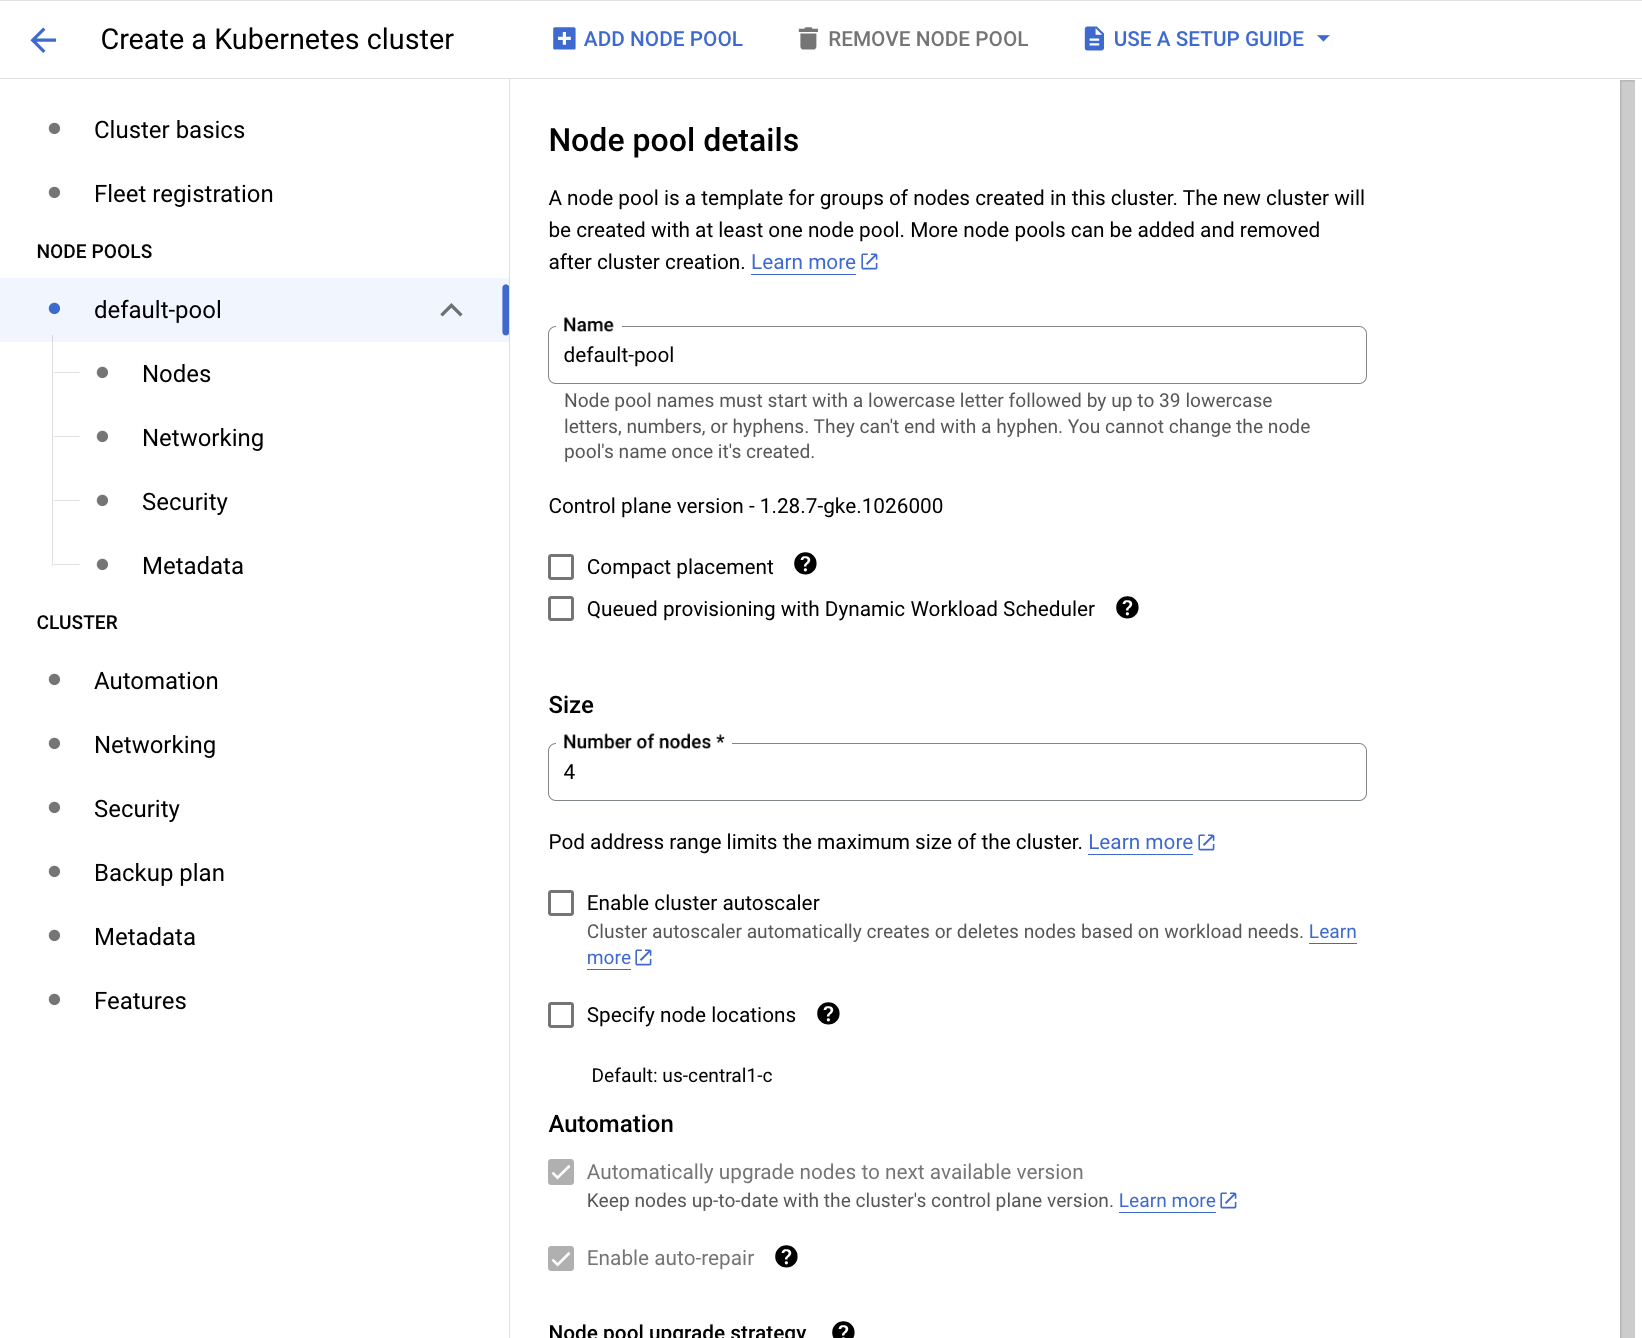 Create a Kubernetes cluster
ADD NODE POOL
REMOVE NODE POOL
USE A SETUP GUIDE
Cluster basics
Fleet registration
NODE POOLS
default-pool
Nodes
Networking
Security
Metadata
CLUSTER
Automation
Networking
Security
Backup plan
Metadata
Features
Node pool details
A node pool is a template for groups of nodes created in this cluster. The new cluster will
be created with at least one node pool. More node pools can be added and removed
after cluster creation. Learn more
Name
default-pool
Node pool names must start with a lowercase letter followed by up to 39 lowercase
letters, numbers, or hyphens. They can't end with a hyphen. You cannot change the node
pool's name once it's created.
Control plane version - 1.28.7-gke.1026000
Compact placement
Queued provisioning with Dynamic Workload Scheduler
Size
Number of nodes *
4
Pod address range limits the maximum size of the cluster. Learn more
Enable cluster autoscaler
Cluster autoscaler automatically creates or deletes nodes based on workload needs. Learn
more
Specify node locations
Default: us-central1-c
Automation
Automatically upgrade nodes to next available version
Keep nodes up-to-date with the cluster's control plane version. Learn more
Enable auto-repair
Node pool upgrade strategy